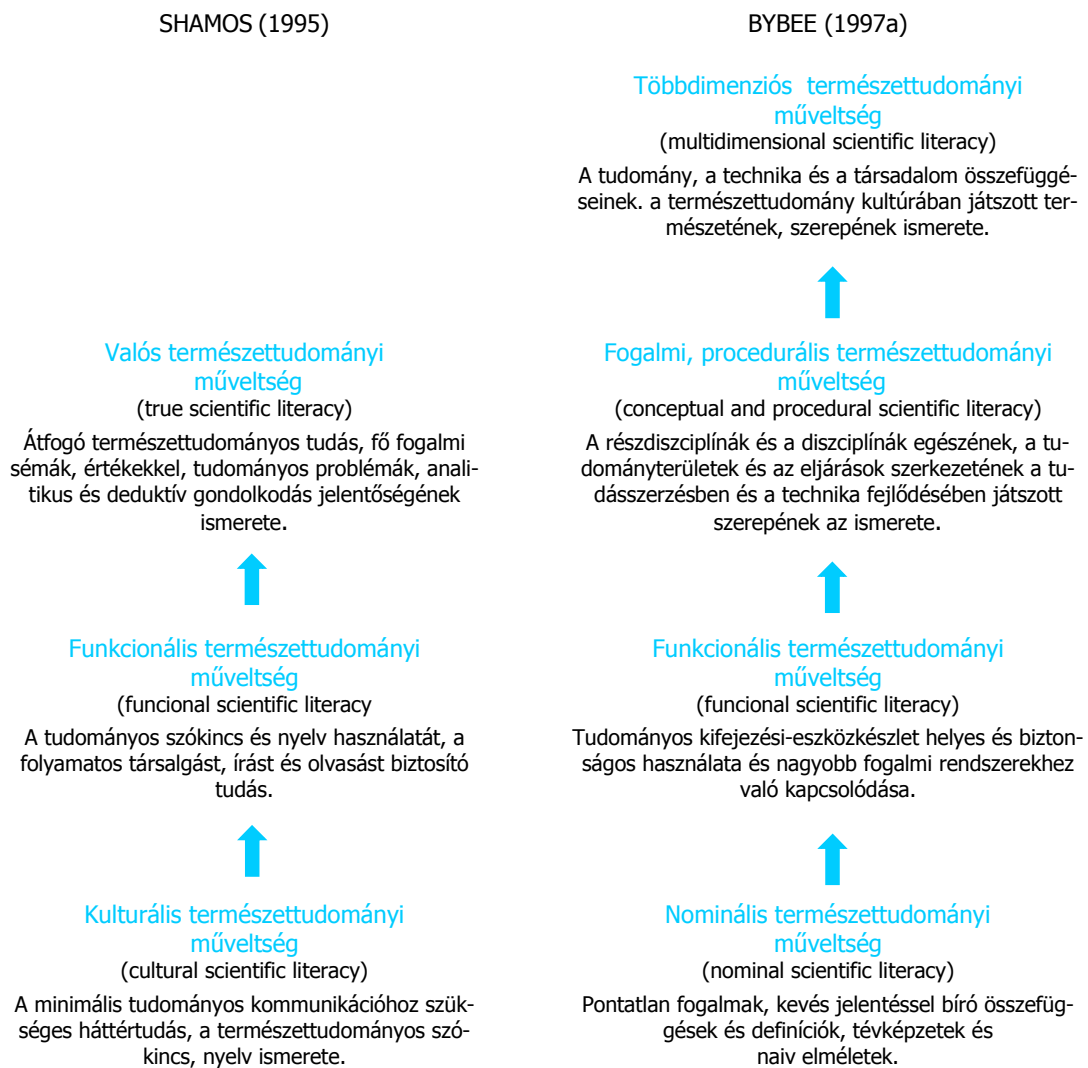 SHAMOS (1995)
Valós természettudományi
műveltség
(true scientific literacy)
Átfogó természettudományos tudás, fő fogalmi
sémák, értékekkel, tudományos problémák, anali-
tikus és deduktív gondolkodás jelentőségének
ismerete.
Funkcionális természettudományi
műveltség
(funcional scientific literacy
A tudományos szókincs és nyelv használatát, a
folyamatos társalgást, írást és olvasást biztosító
tudás.
Kulturális természettudományi
műveltség
(cultural scientific literacy)
A minimális tudományos kommunikációhoz szük-
séges háttértudás, a természettudományos szó-
kincs, nyelv ismerete.
BYBEE (1997a)
Többdimenziós természettudományi
műveltség
(multidimensional scientific literacy)
A tudomány, a technika és a társadalom összefüggé-
seinek. a természettudomány kultúrában játszott ter-
mészetének, szerepének ismerete.
Fogalmi, procedurális természettudományi
műveltség
(conceptual and procedural scientific literacy)
A részdiszciplínák és a diszciplínák egészének, a tu-
dományterületek és az eljárások szerkezetének a tu-
dásszerzésben és a technika fejlődésében játszott
szerepének az ismerete.
Funkcionális természettudományi
műveltség
(funcional scientific literacy)
Tudományos kifejezési-eszközkészlet helyes és bizton-
ságos használata és nagyobb fogalmi rendszerekhez
való kapcsolódása.
Nominális természettudományi
műveltség
(nominal scientific literacy)
Pontatlan fogalmak, kevés jelentéssel bíró összefüg-
gések és definíciók, tévképzetek és
naiv elméletek.